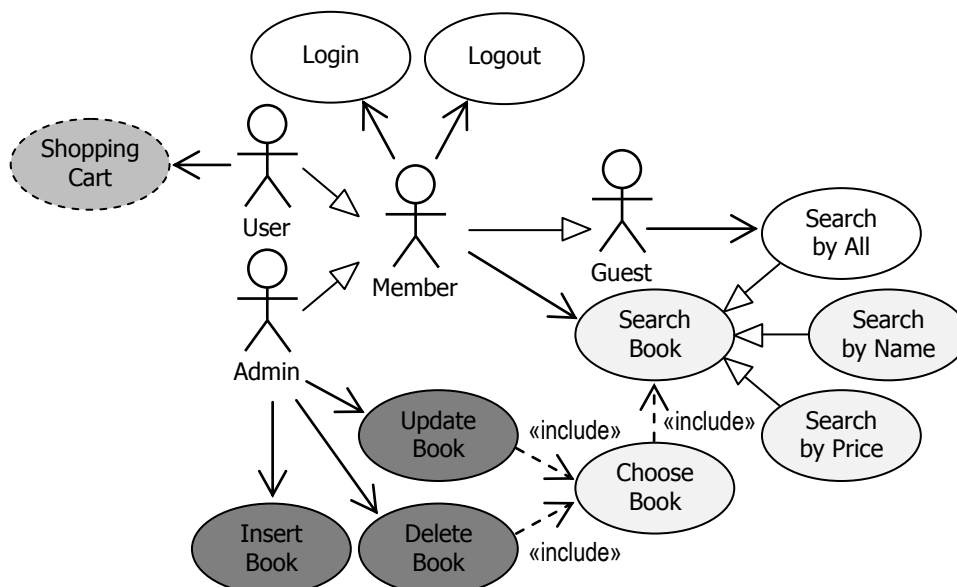 Login
Logout
Shopping
Cart
User
Member
Guest
Search
by All
Admin
Search
Book
Search
by Name
Update
Book
«include»
«include»
Search
by Price
Choose
Book
Insert
Book
Delete
Book
«include»